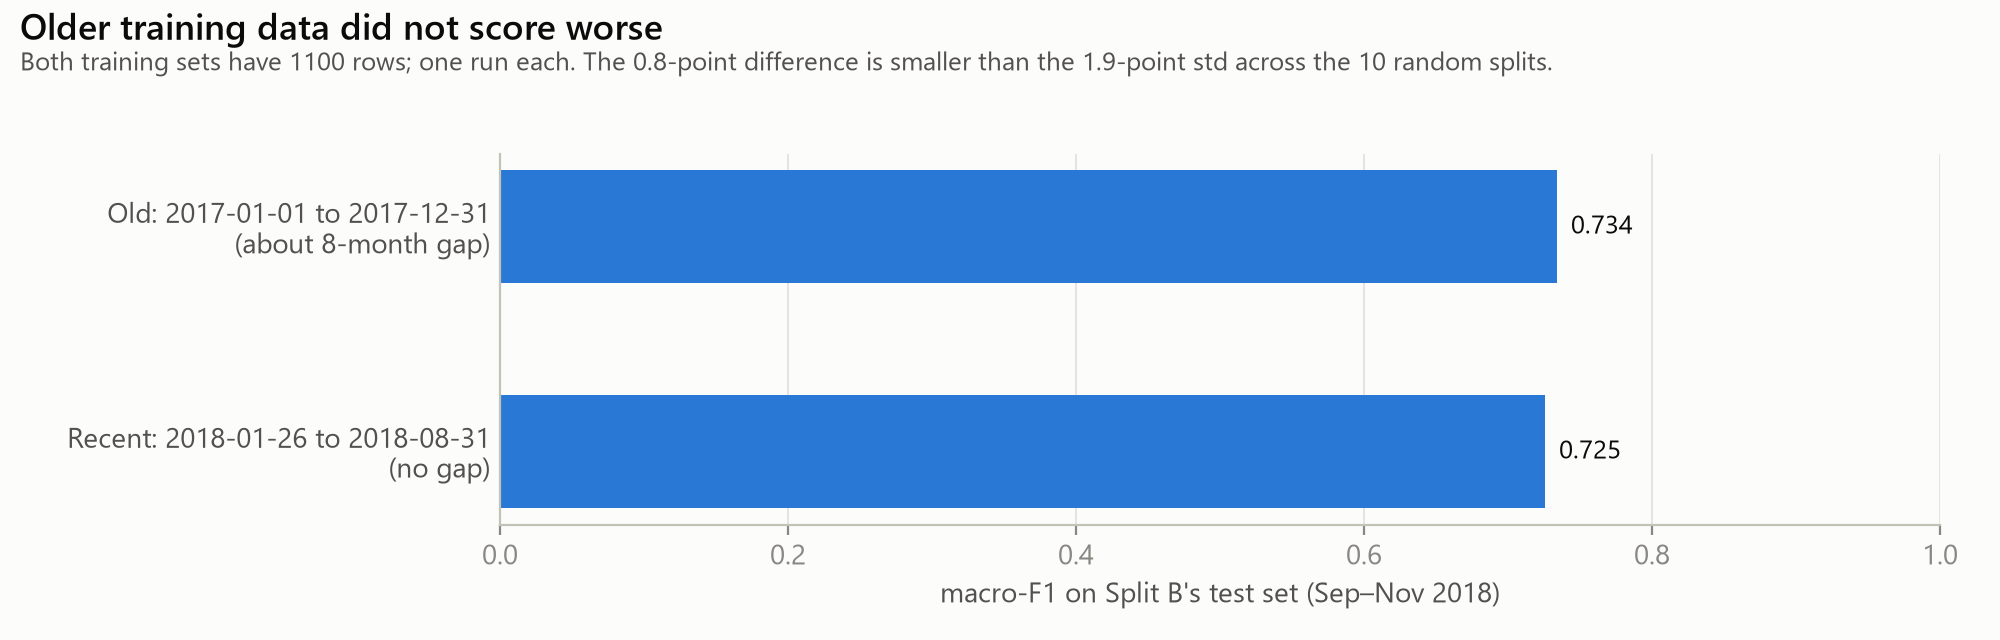 Older training data did not score worse
Both training sets have 1100 rows; one run each. The 0.8-point difference is smaller than the 1.9-point std across the 10 random splits.
Old: 2017-01-01 to 2017-12-31
(about 8-month gap)
0.734
Recent: 2018-01-26 to 2018-08-31
(no gap)
0.725
0.0 0.2 0.4 0.6 0.8 1.0
macro-F1 on Split B's test set (Sep–Nov 2018)